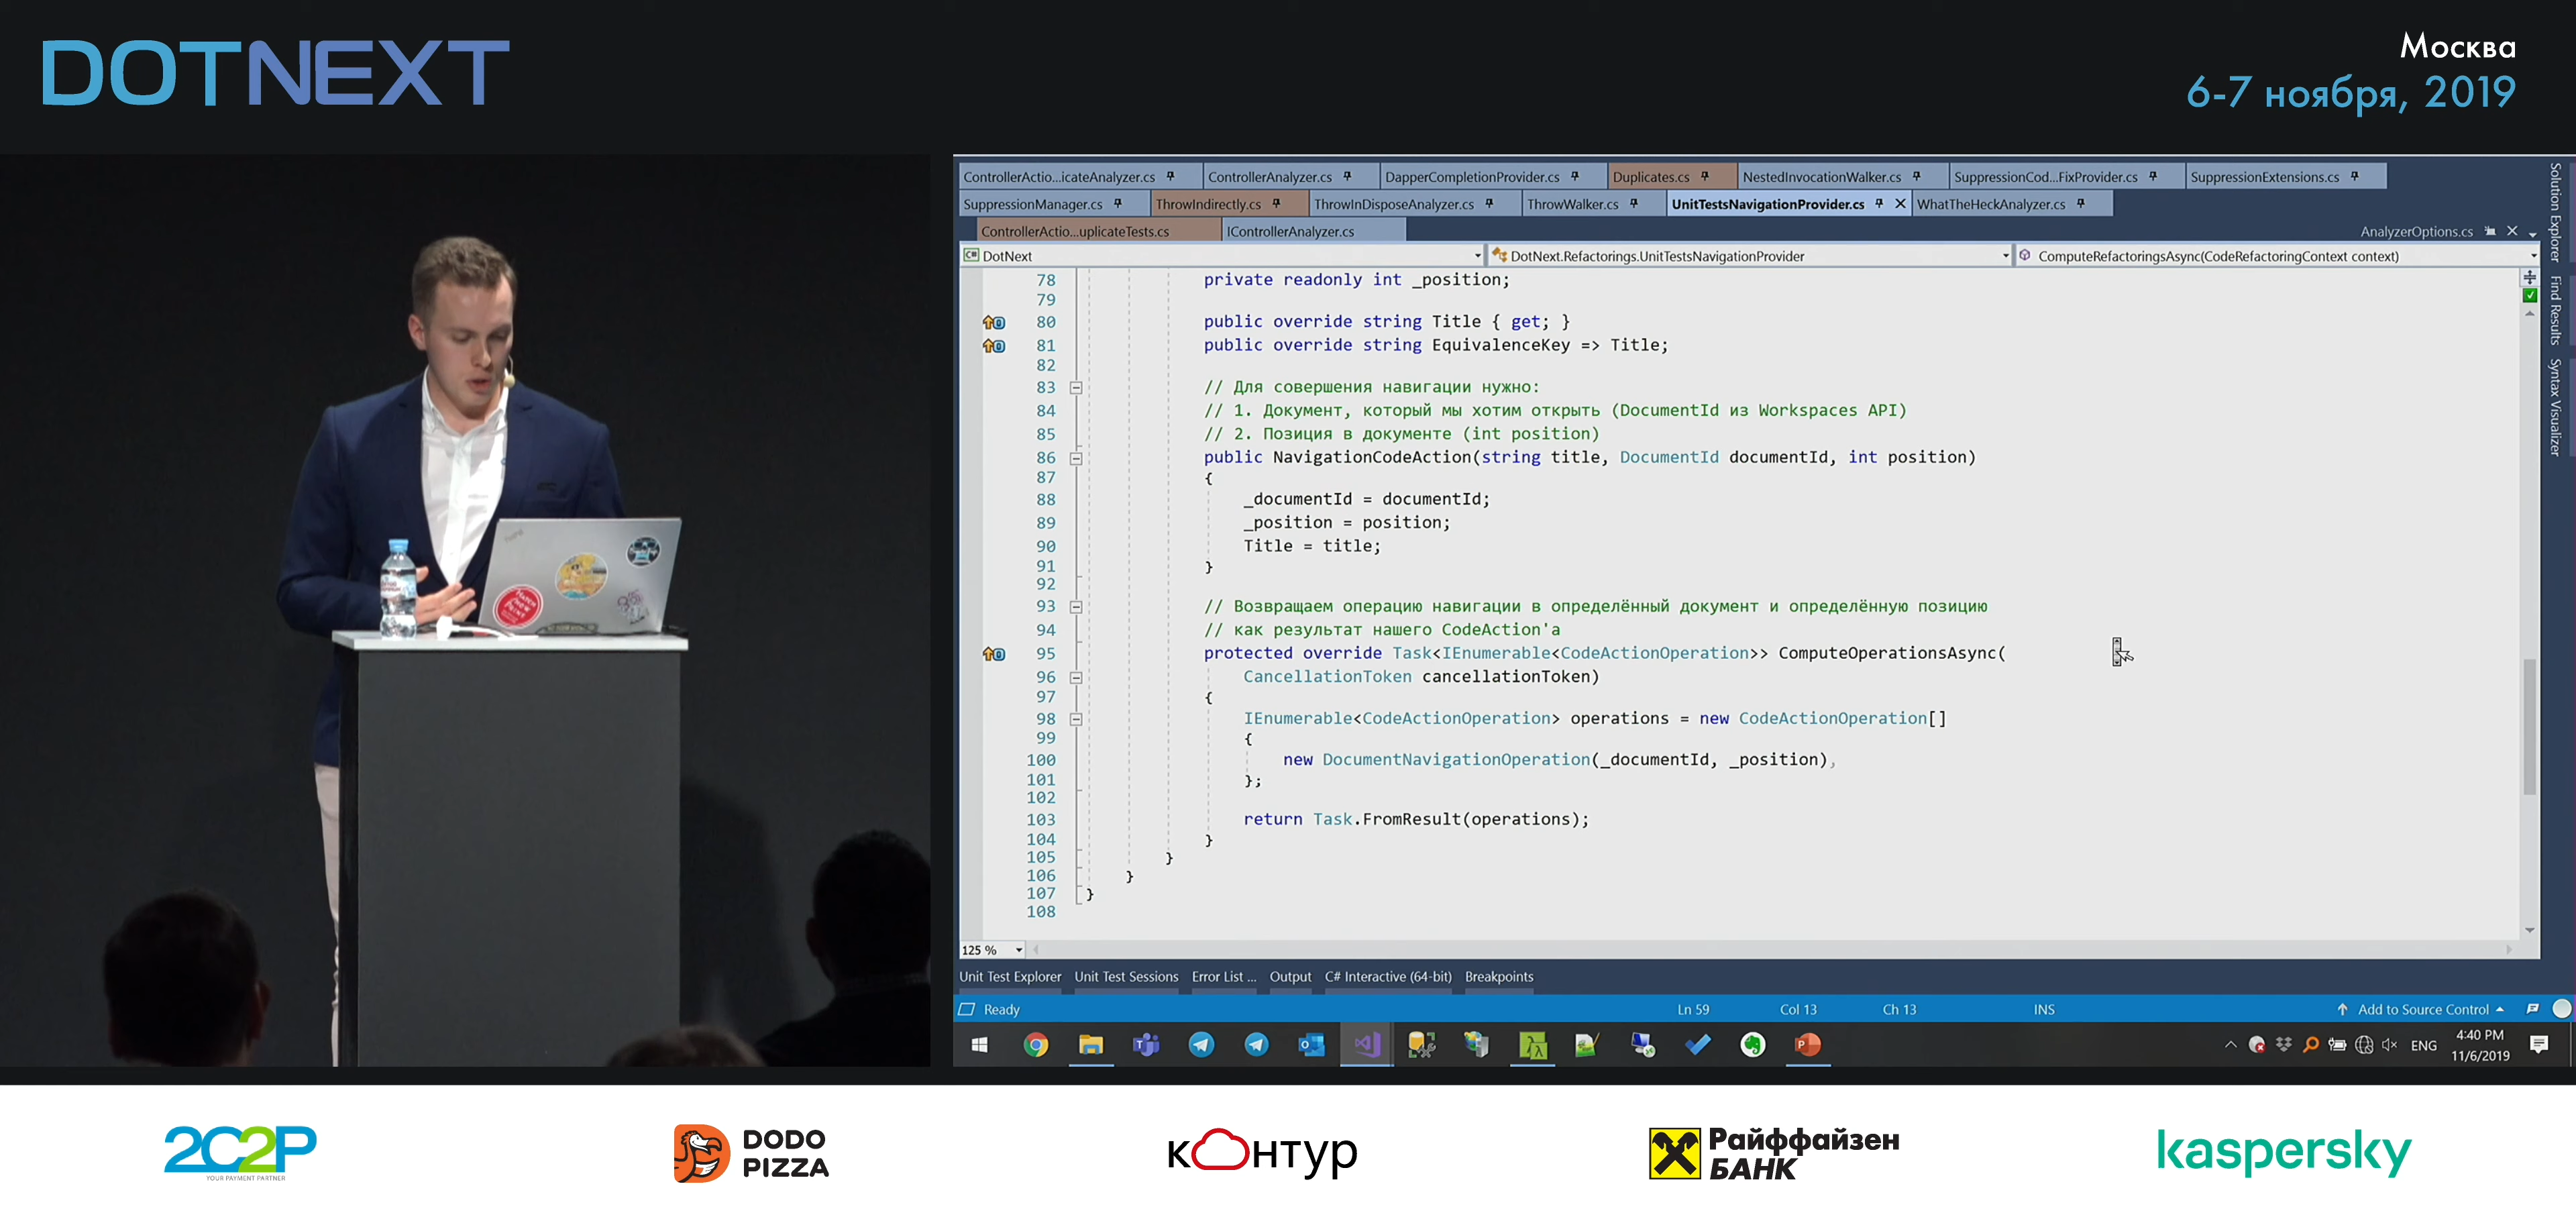 DOTNEXT
Москва
6-7 ноября, 2019
ControllerActio...icateAnalyzer.cs
ControllerAnalyzer.cs
DapperCompletionProvider.cs
Duplicates.cs
NestedInvocationWalker.cs
SuppressionCod...FixProvider.cs
SuppressionExtensions.cs
SuppressionManager.cs
ThrowIndirectly.cs
ThrowInDisposeAnalyzer.cs
ThrowWalker.cs
UnitTestsNavigationProvider.cs
WhatTheHeckAnalyzer.cs
ControllerActio...uplicateTests.cs
IControllerAnalyzer.cs
AnalyzerOptions.cs
DotNext
DotNext.Refactorings.UnitTestsNavigationProvider
ComputeRefactoringsAsync(CodeRefactoringContext context)
Solution Explorer
Find Results
Syntax Visualizer
78 private readonly int _position;
79
80 public override string Title { get; }
81 public override string EquivalenceKey => Title;
82
83 // Для совершения навигации нужно:
84 // 1. Документ, который мы хотим открыть (DocumentId из Workspaces API)
85 // 2. Позиция в документе (int position)
86 public NavigationCodeAction(string title, DocumentId documentId, int position)
87 {
88 _documentId = documentId;
89 _position = position;
90 Title = title;
91 }
92
93 // Возвращаем операцию навигации в определённый документ и определённую позицию
94 // как результат нашего CodeAction'а
95 protected override Task<IEnumerable<CodeActionOperation>> ComputeOperationsAsync(
96 CancellationToken cancellationToken)
97 {
98 IEnumerable<CodeActionOperation> operations = new CodeActionOperation[]
99 {
100 new DocumentNavigationOperation(_documentId, _position),
101 };
102
103 return Task.FromResult(operations);
104 }
105 }
106 }
107 }
108
125 %
Unit Test Explorer
Unit Test Sessions
Error List ...
Output
C# Interactive (64-bit)
Breakpoints
Ready
Ln 59
Col 13
Ch 13
INS
Add to Source Control
ENG
4:40 PM
11/6/2019
2C2P
YOUR PAYMENT PARTNER
DODO
PIZZA
контур
Райффайзен
БАНК
kaspersky